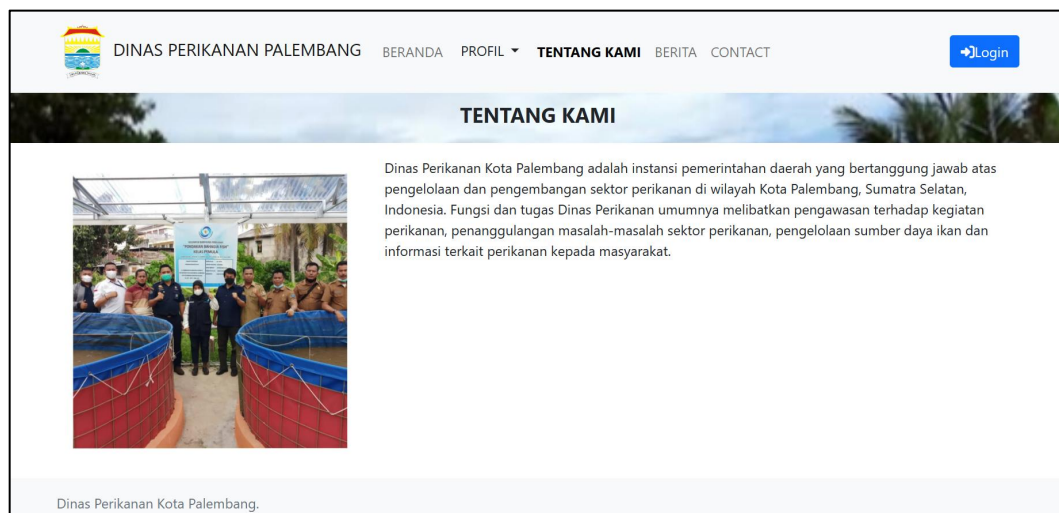 DINAS PERIKANAN PALEMBANG BERANDA PROFIL TENTANG KAMI BERITA CONTACT Login
TENTANG KAMI
Dinas Perikanan Kota Palembang adalah instansi pemerintahan daerah yang bertanggung jawab atas
pengelolaan dan pengembangan sektor perikanan di wilayah Kota Palembang, Sumatra Selatan,
Indonesia. Fungsi dan tugas Dinas Perikanan umumnya melibatkan pengawasan terhadap kegiatan
perikanan, penanggulangan masalah-masalah sektor perikanan, pengelolaan sumber daya ikan dan
informasi terkait perikanan kepada masyarakat.
Dinas Perikanan Kota Palembang.